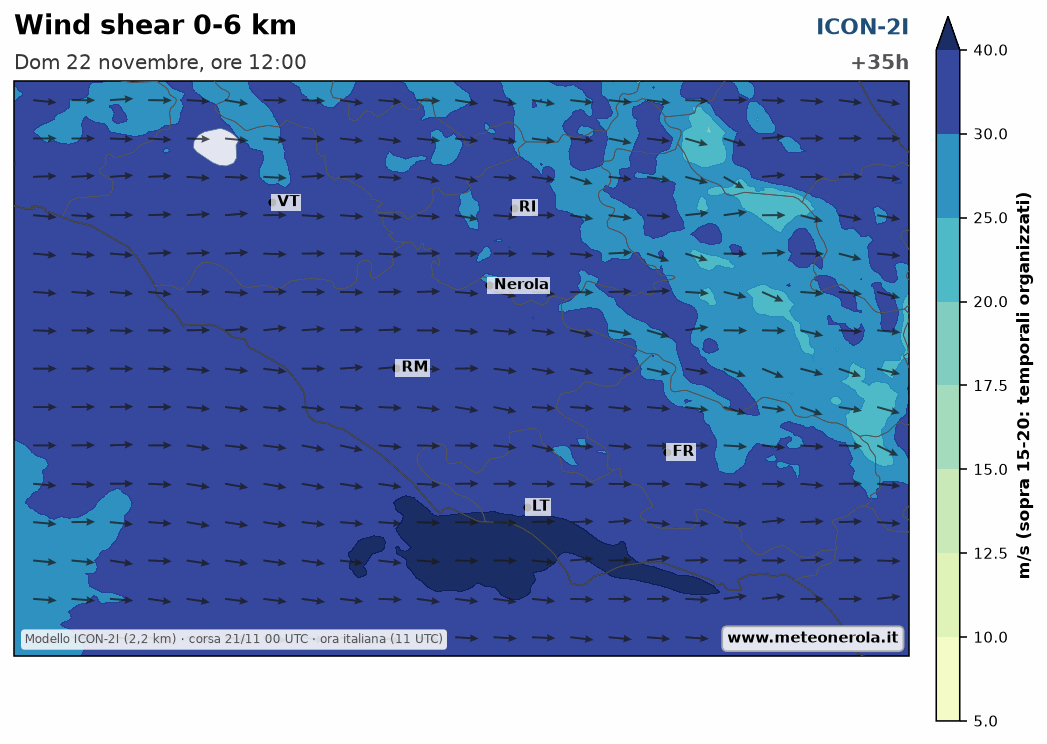 Wind shear 0-6 km
ICON-2I
Dom 22 novembre, ore 12:00
+35h
VT
RI
Nerola
RM
FR
LT
Modello ICON-2I (2,2 km) · corsa 21/11 00 UTC · ora italiana (11 UTC)
www.meteonerola.it
40.0
30.0
25.0
20.0
17.5
15.0
12.5
10.0
5.0
m/s (sopra 15-20: temporali organizzati)